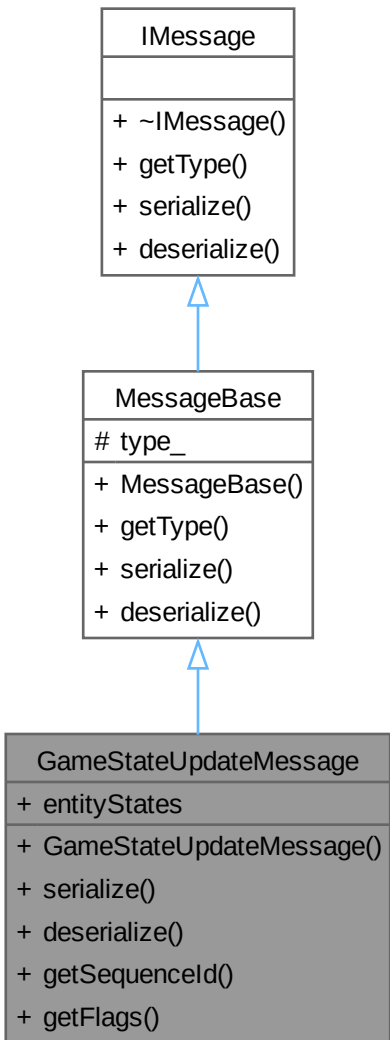 IMessage
+ ~IMessage()
+ getType()
+ serialize()
+ deserialize()
MessageBase
# type_
+ MessageBase()
+ getType()
+ serialize()
+ deserialize()
GameStateUpdateMessage
+ entityStates
+ GameStateUpdateMessage()
+ serialize()
+ deserialize()
+ getSequenceId()
+ getFlags()